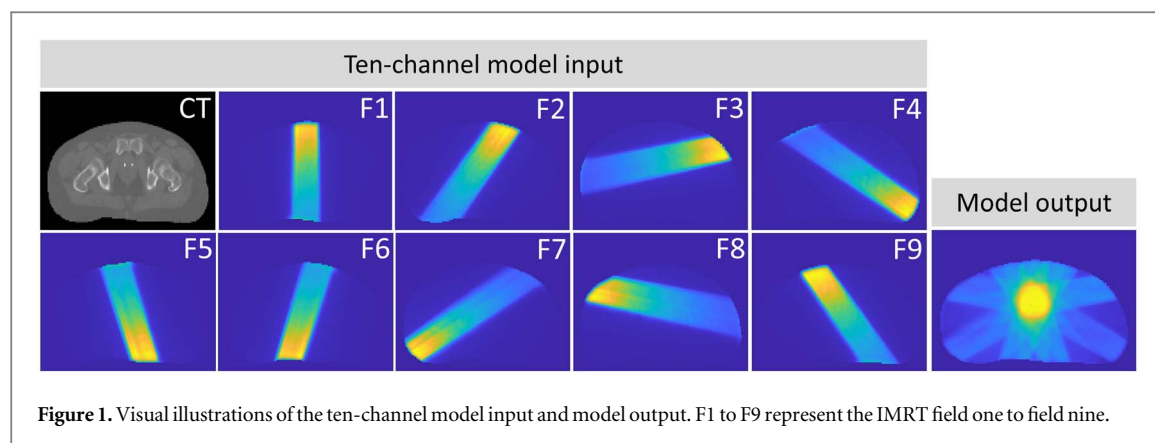 Ten-channel model input
CT
F1
F2
F3
F4
Model output
F5
F6
F7
F8
F9
Figure 1. Visual illustrations of the ten-channel model input and model output. F1 to F9 represent the IMRT field one to field nine.